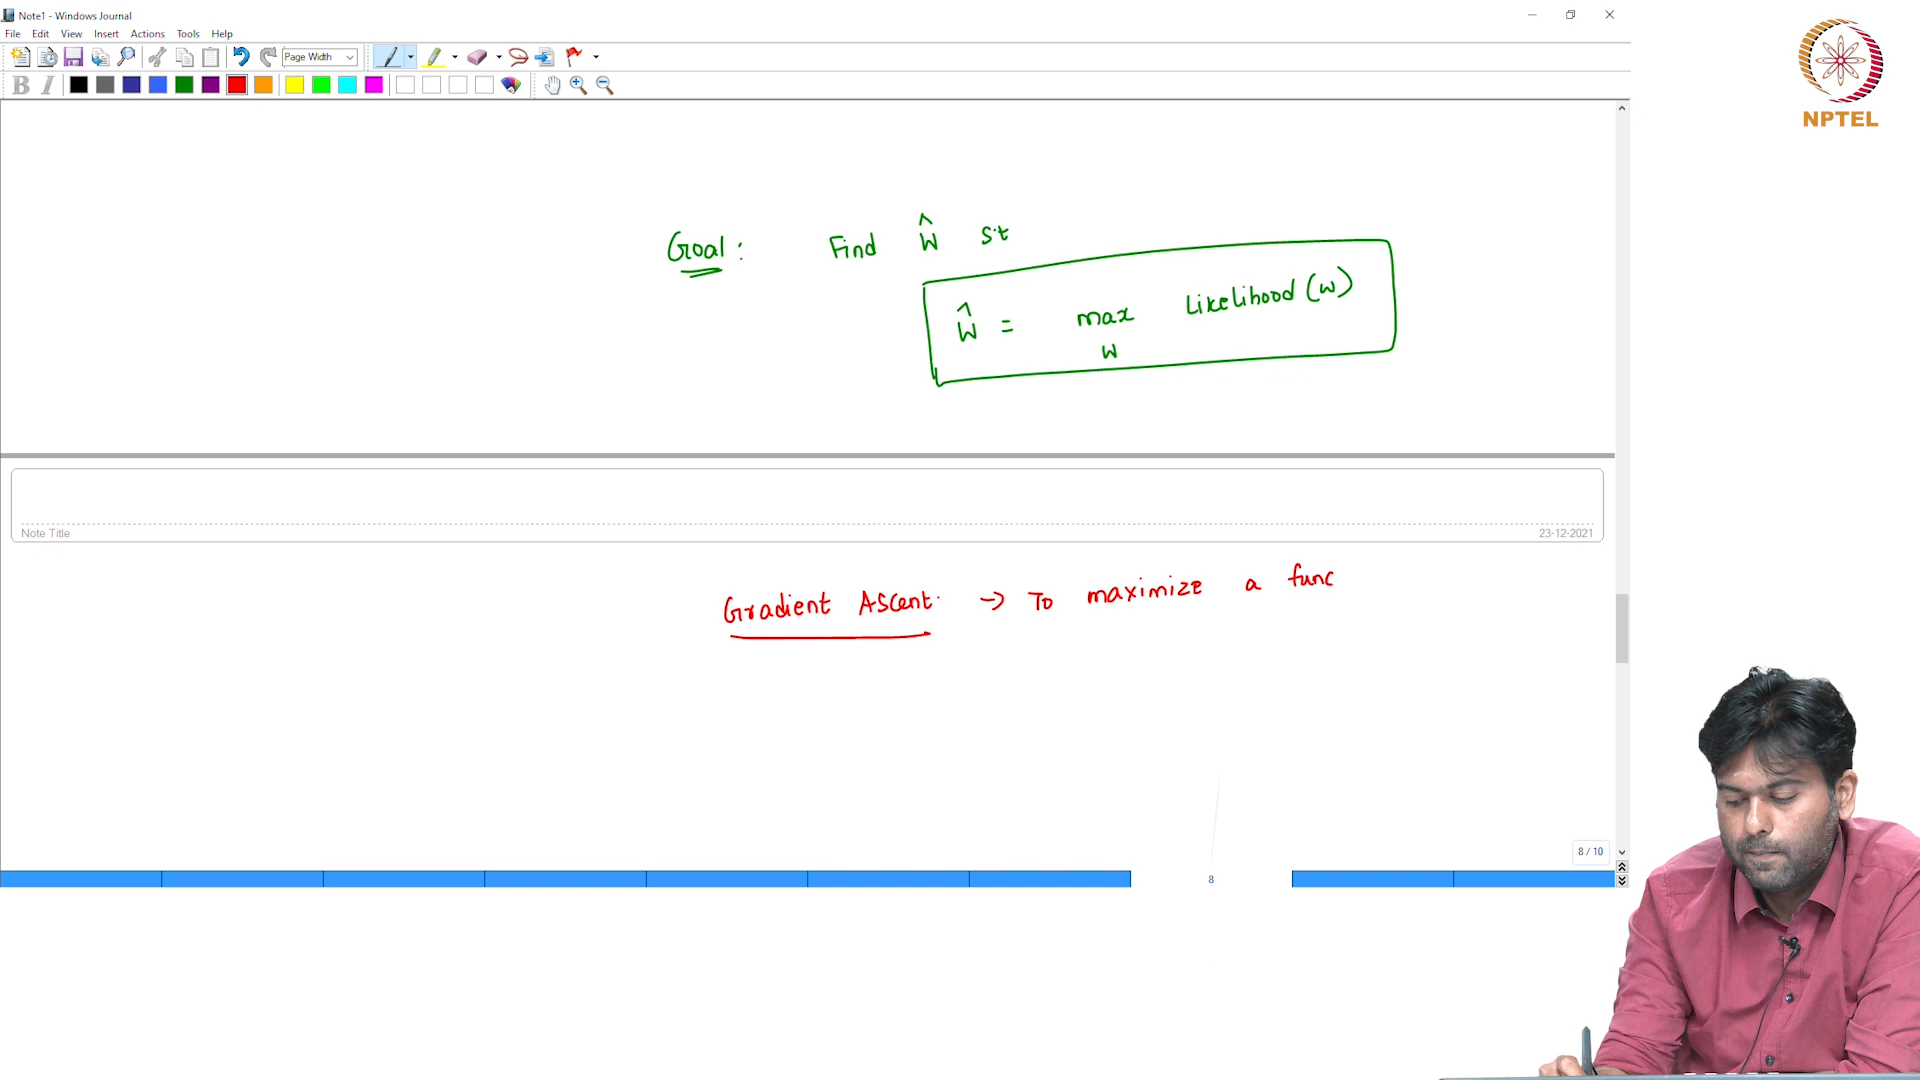 Note1 - Windows Journal
File Edit View Insert Actions Tools Help
Page Width
B I
NPTEL
Goal: Find ŵ s.t
ŵ = max Likelihood (w)
w
Note Title
23-12-2021
Gradient Ascent. → To maximize a func
8 / 10
8